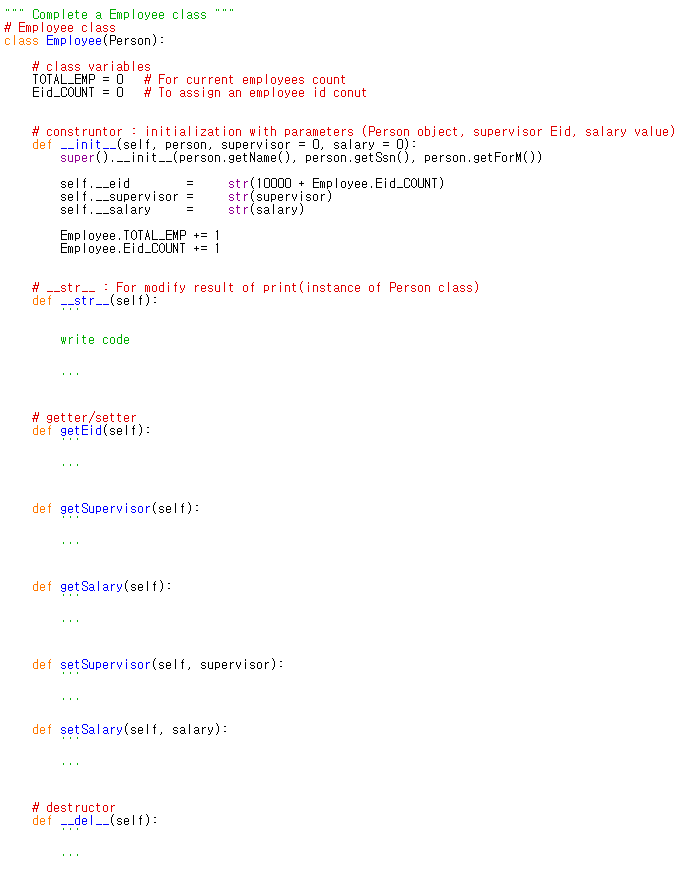 """ Complete a Employee class """
# Employee class
class Employee(Person):
# class variables
TOTAL_EMP = 0   # For current employees count
Eid_COUNT = 0   # To assign an employee id conut
# construntor : initialization with parameters (Person object, supervisor Eid, salary value)
def __init__(self, person, supervisor = 0, salary = 0):
super().__init__(person.getName(), person.getSsn(), person.getForM())
self.__eid        =     str(10000 + Employee.Eid_COUNT)
self.__supervisor =     str(supervisor)
self.__salary     =     str(salary)
Employee.TOTAL_EMP += 1
Employee.Eid_COUNT += 1
# __str__ : For modify result of print(instance of Person class)
def __str__(self):
'''
write code
'''
# getter/setter
def getEid(self):
'''
'''
def getSupervisor(self):
'''
'''
def getSalary(self):
'''
'''
def setSupervisor(self, supervisor):
'''
'''
def setSalary(self, salary):
'''
'''
# destructor
def __del__(self):
'''
'''